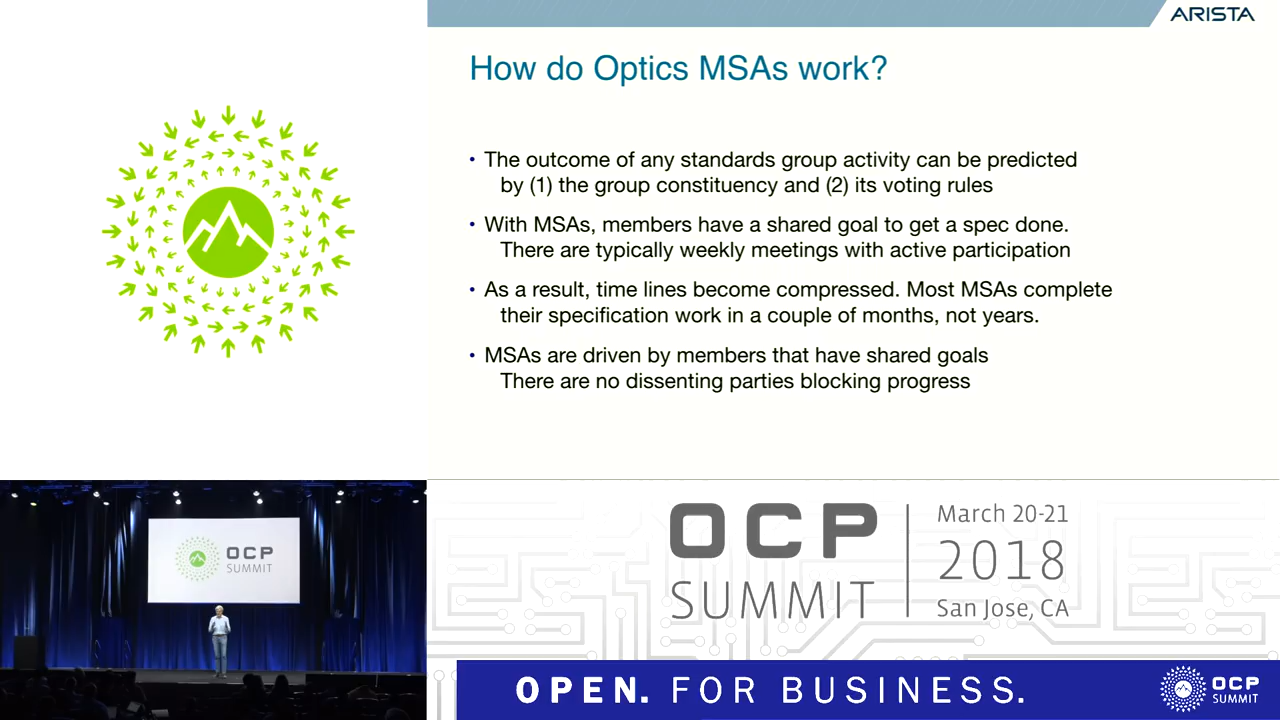 ARISTA
How do Optics MSAs work?
• The outcome of any standards group activity can be predicted
by (1) the group constituency and (2) its voting rules
• With MSAs, members have a shared goal to get a spec done.
There are typically weekly meetings with active participation
• As a result, time lines become compressed. Most MSAs complete
their specification work in a couple of months, not years.
• MSAs are driven by members that have shared goals
There are no dissenting parties blocking progress
OCP
SUMMIT
OCP
SUMMIT
March 20-21
2018
San Jose, CA
OPEN. FOR BUSINESS.
OCP
SUMMIT